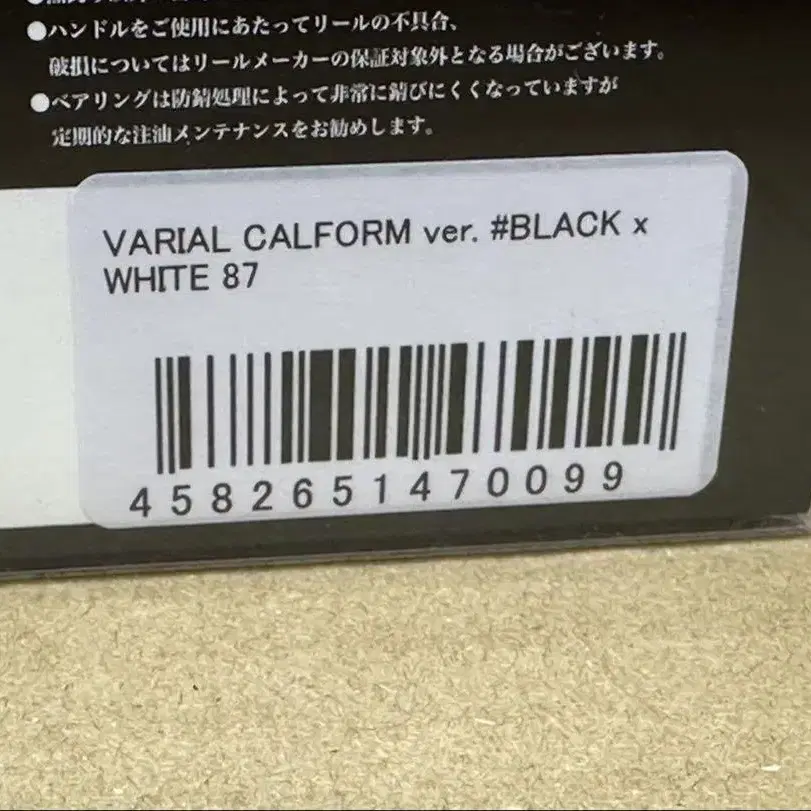 ●ハンドルをご使用にあたってリールの不具合、
破損についてはリールメーカーの保証対象外となる場合がございます。
●ベアリングは防錆処理によって非常に錆びにくくなっていますが
定期的な注油メンテナンスをお勧めします。
VARIAL CALFORM ver. #BLACK x
WHITE 87
4582651470099